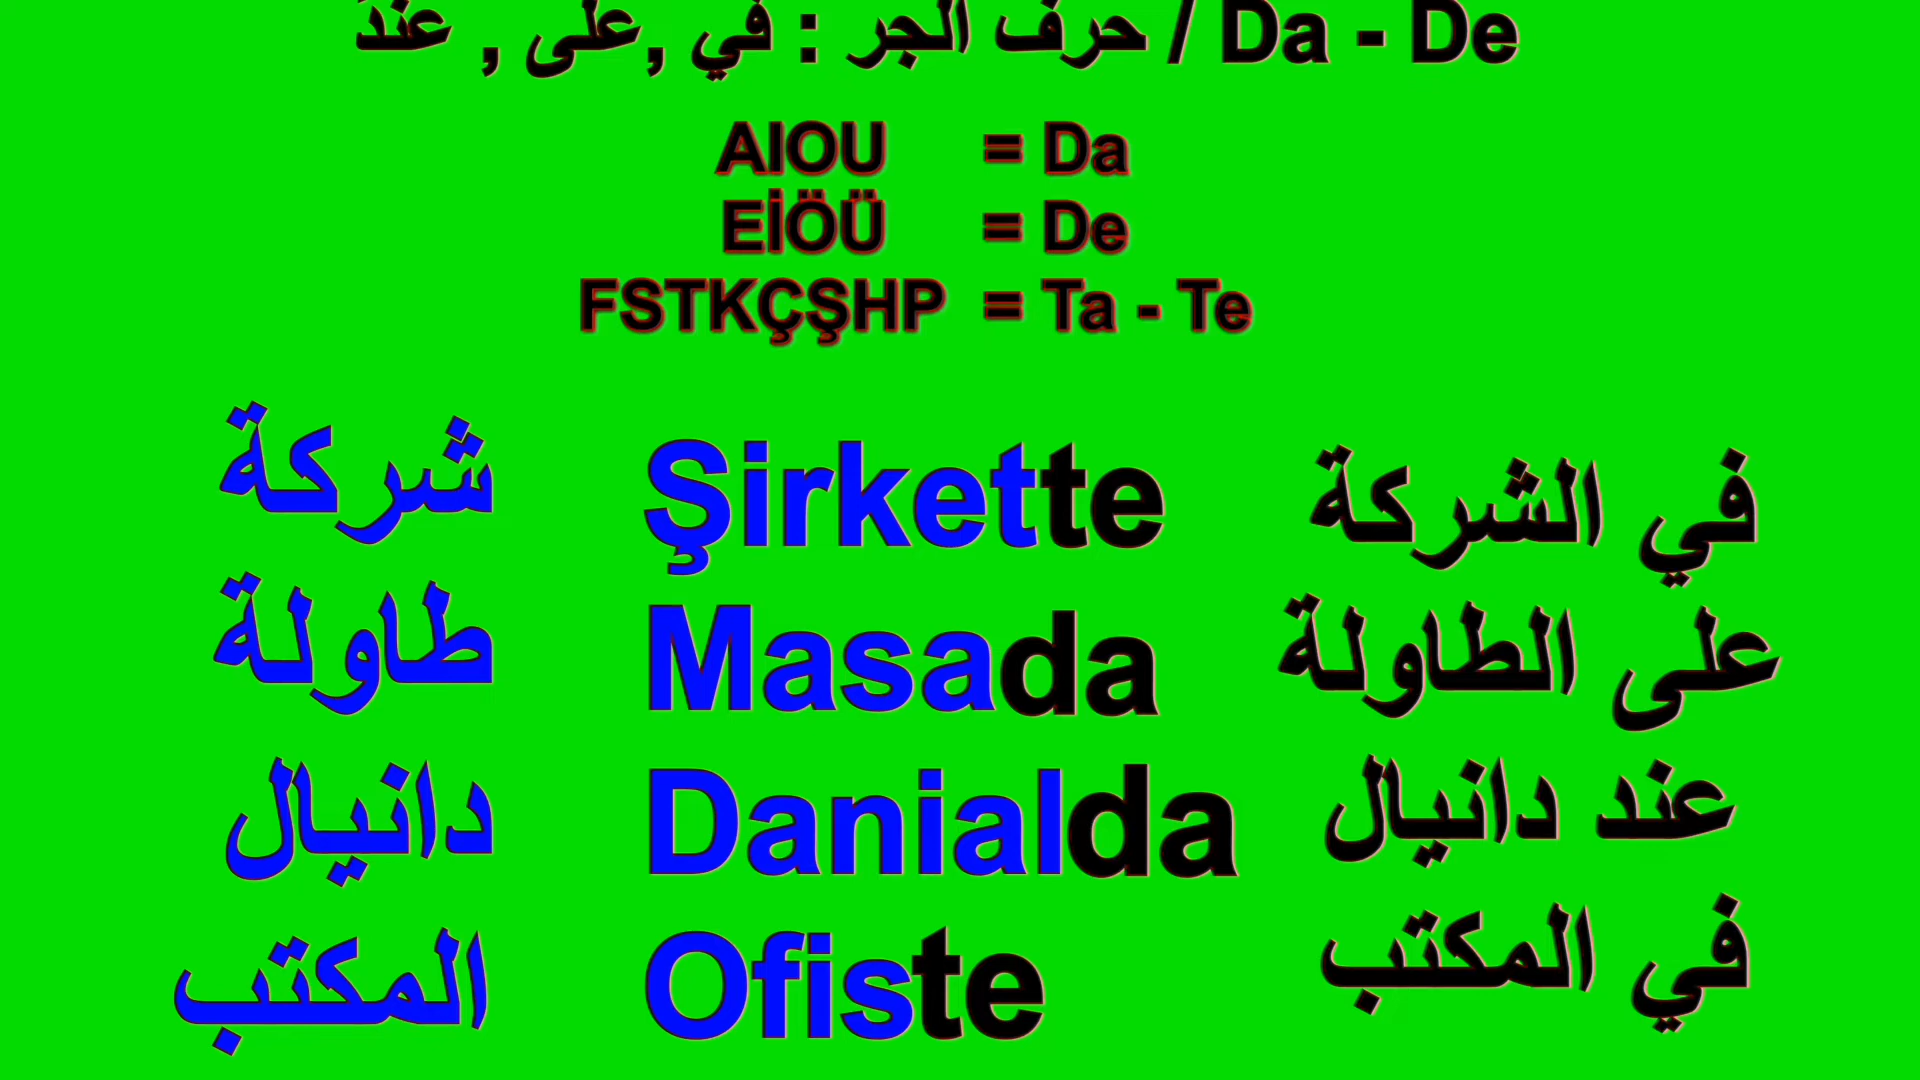 Da - De / حرف الجر : في ,على , عند
AIOU = Da
EİÖÜ = De
FSTKÇŞHP = Ta - Te
شركة Şirkette في الشركة
طاولة Masada على الطاولة
دانيال Danialda عند دانيال
المكتب Ofiste في المكتب